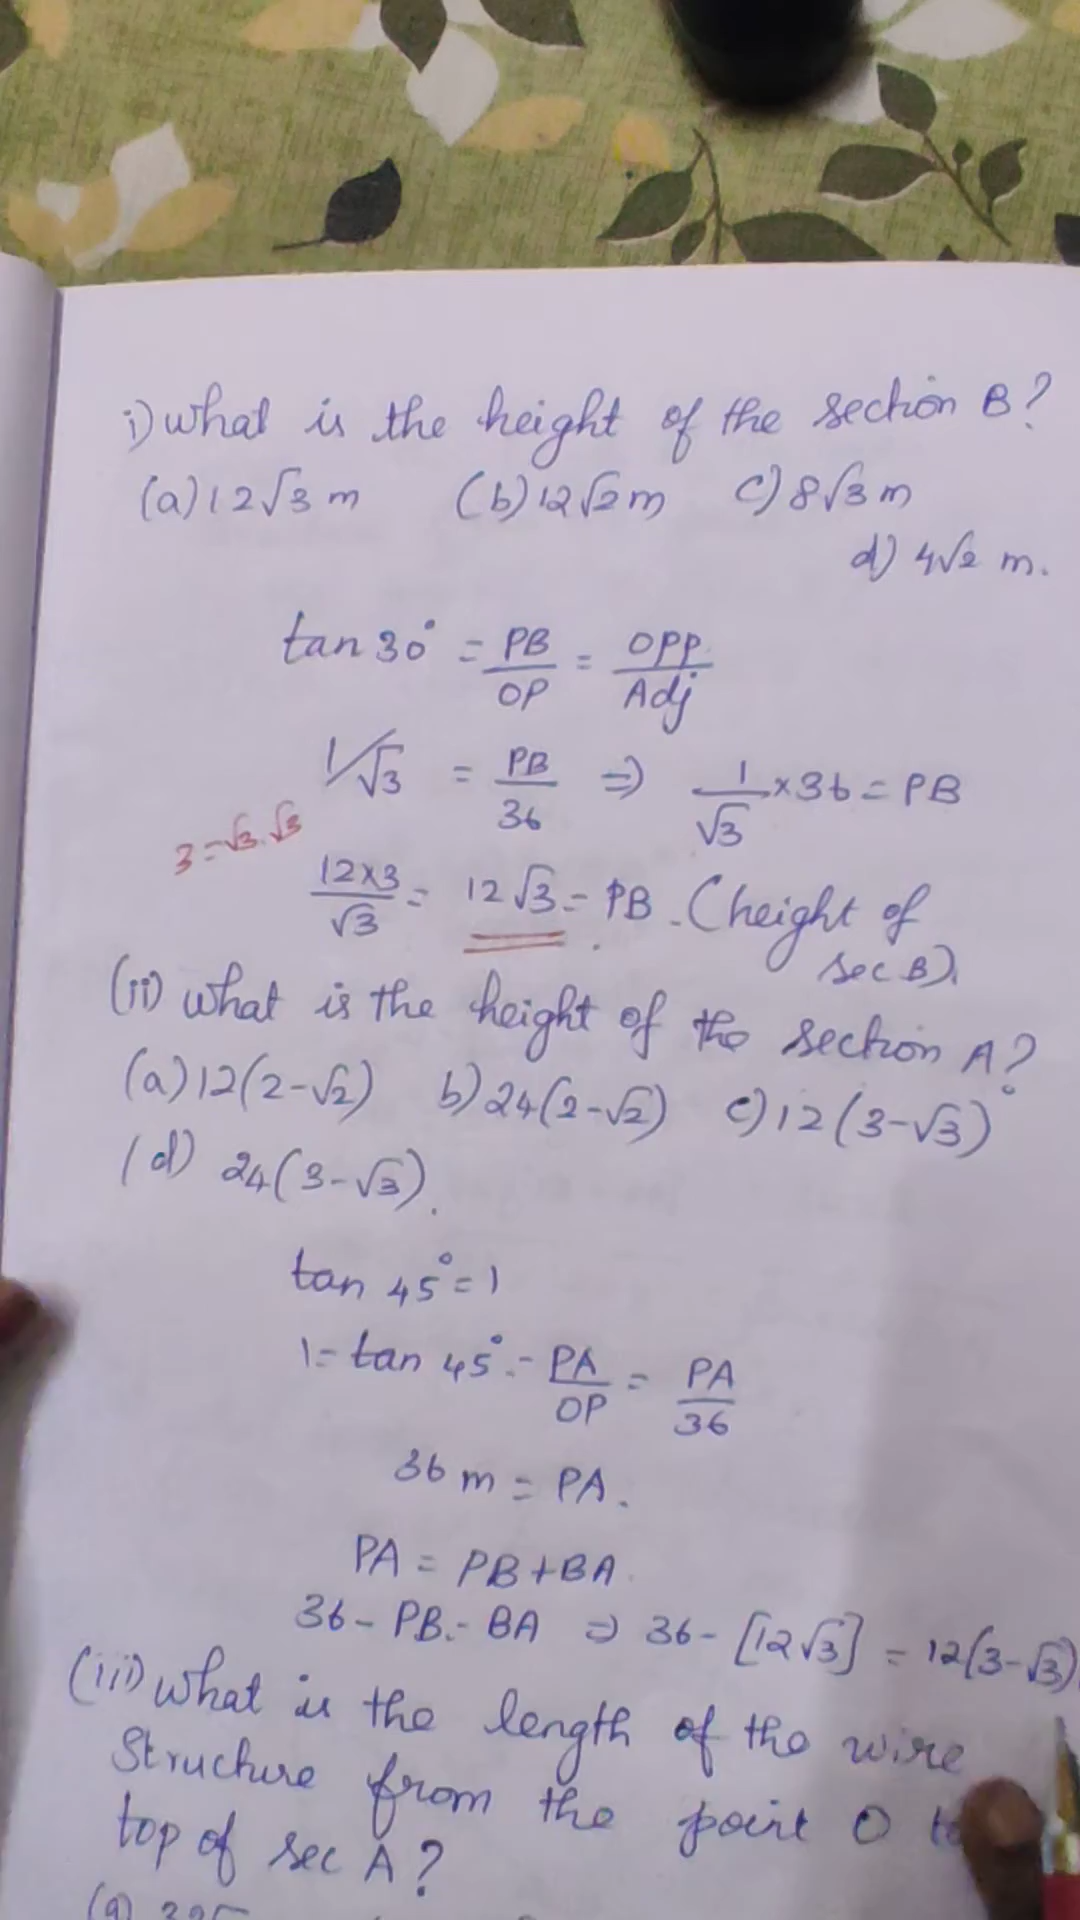 i) what is the height of the section B?
(a) 12√3 m (b) 12√2 m c) 8√3 m
d) 4√2 m.
tan 30° = PB/OP = opp./Adj
1/√3 = PB/36 ⇒ 1/√3 × 36 = PB
3 = √3.√3
12×3/√3 = 12√3 = PB. (height of
sec B).
(ii) what is the height of the section A?
(a) 12(2-√2) b) 24(2-√2) c) 12(3-√3)
(d) 24(3-√3).
tan 45° = 1
1 = tan 45° = PA/OP = PA/36
36 m = PA.
PA = PB + BA.
36 - PB = BA ⇒ 36 - [12√3] = 12(3-√3)
(iii) what is the length of the wire
Structure from the point O to
top of sec A?
(a)